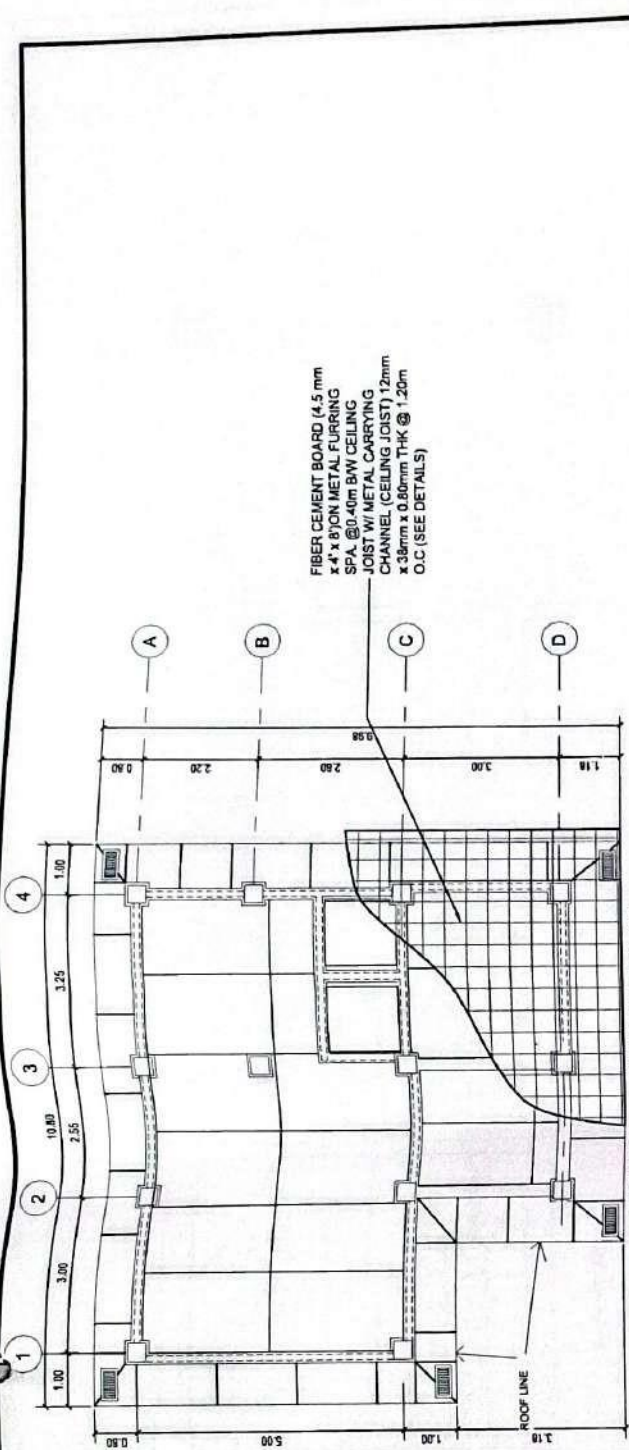 1
2
3
4
10.80
1.00
3.00
2.55
3.25
1.00
0.80
5.00
1.00
3.18
0.80
2.20
2.80
3.00
1.18
9.98
A
B
C
D
FIBER CEMENT BOARD (4.5 mm
x 4' x 8')ON METAL FURRING
SPA. @0.40m B/W CEILING
JOIST W/ METAL CARRYING
CHANNEL (CEILING JOIST) 12mm
x 38mm x 0.80mm THK @ 1.20m
O.C (SEE DETAILS)
ROOF LINE